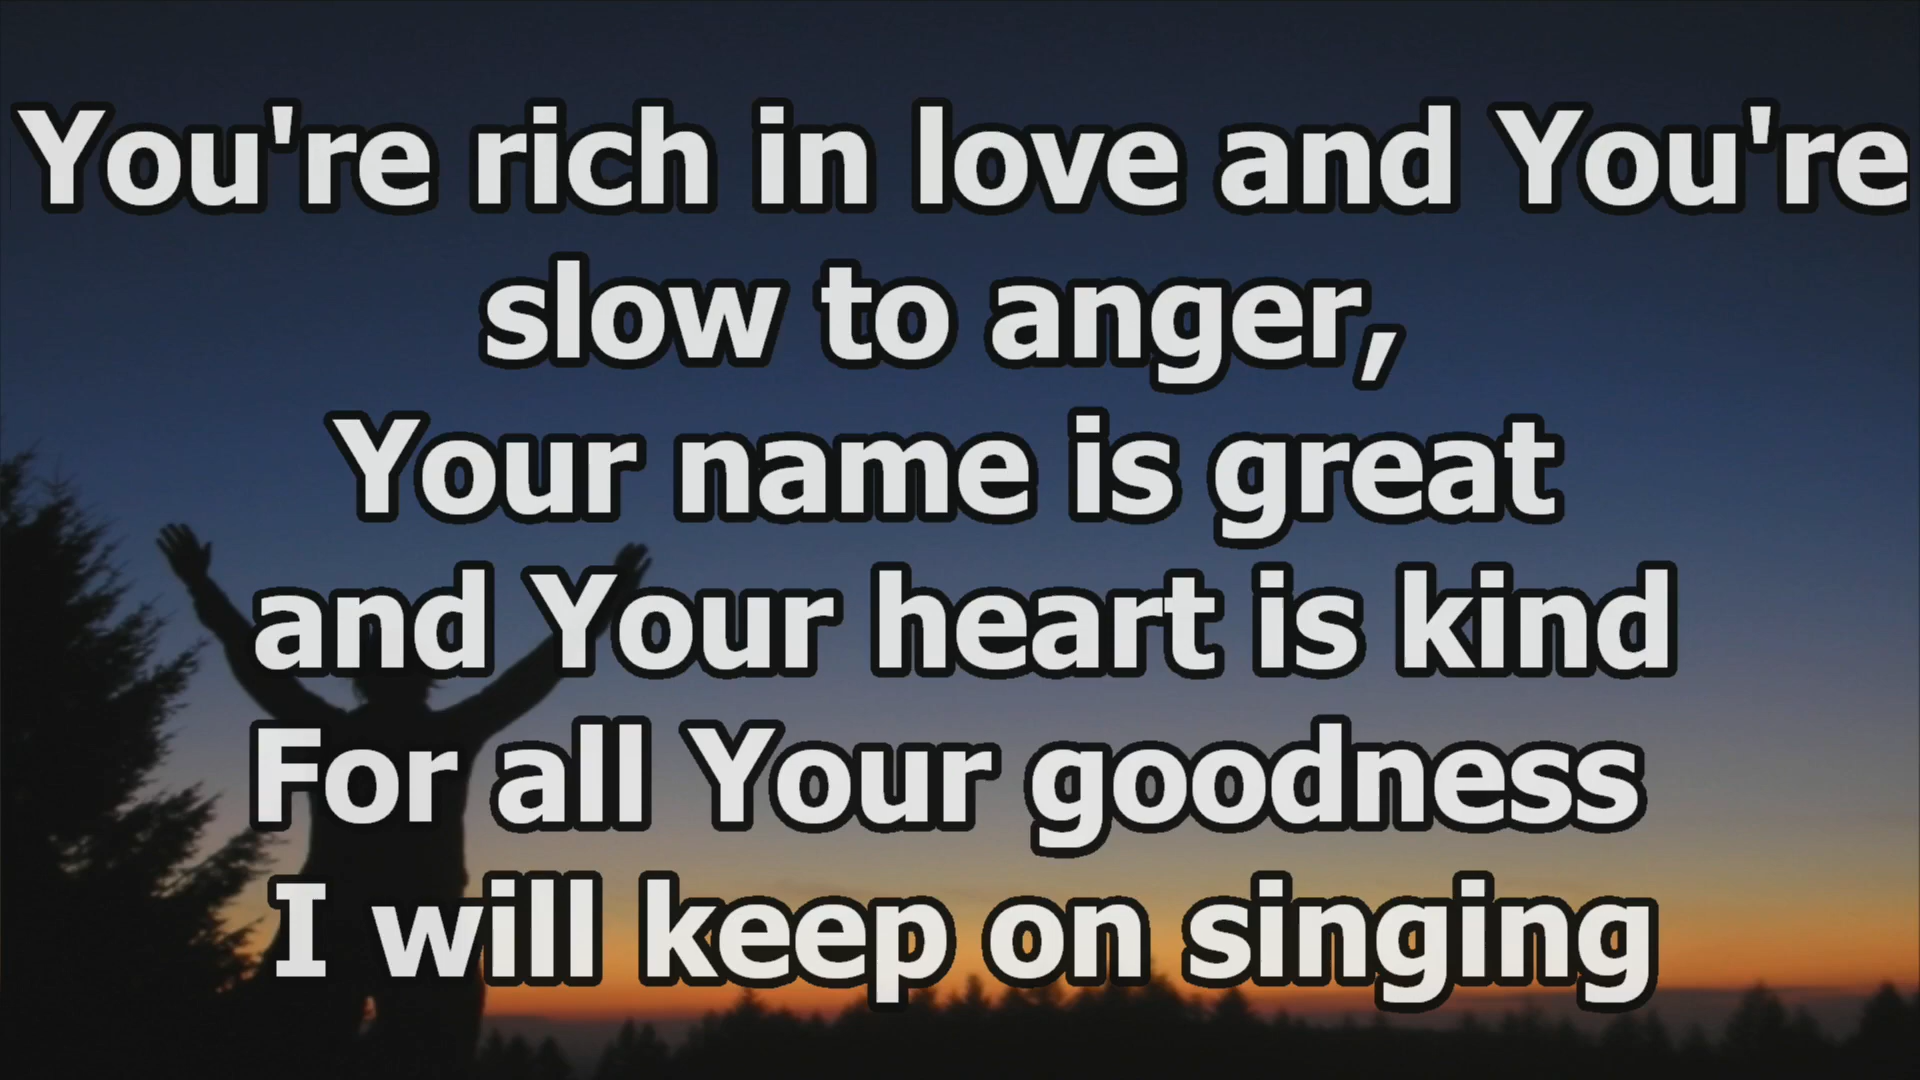 You're rich in love and You're
slow to anger,
Your name is great
and Your heart is kind
For all Your goodness
I will keep on singing